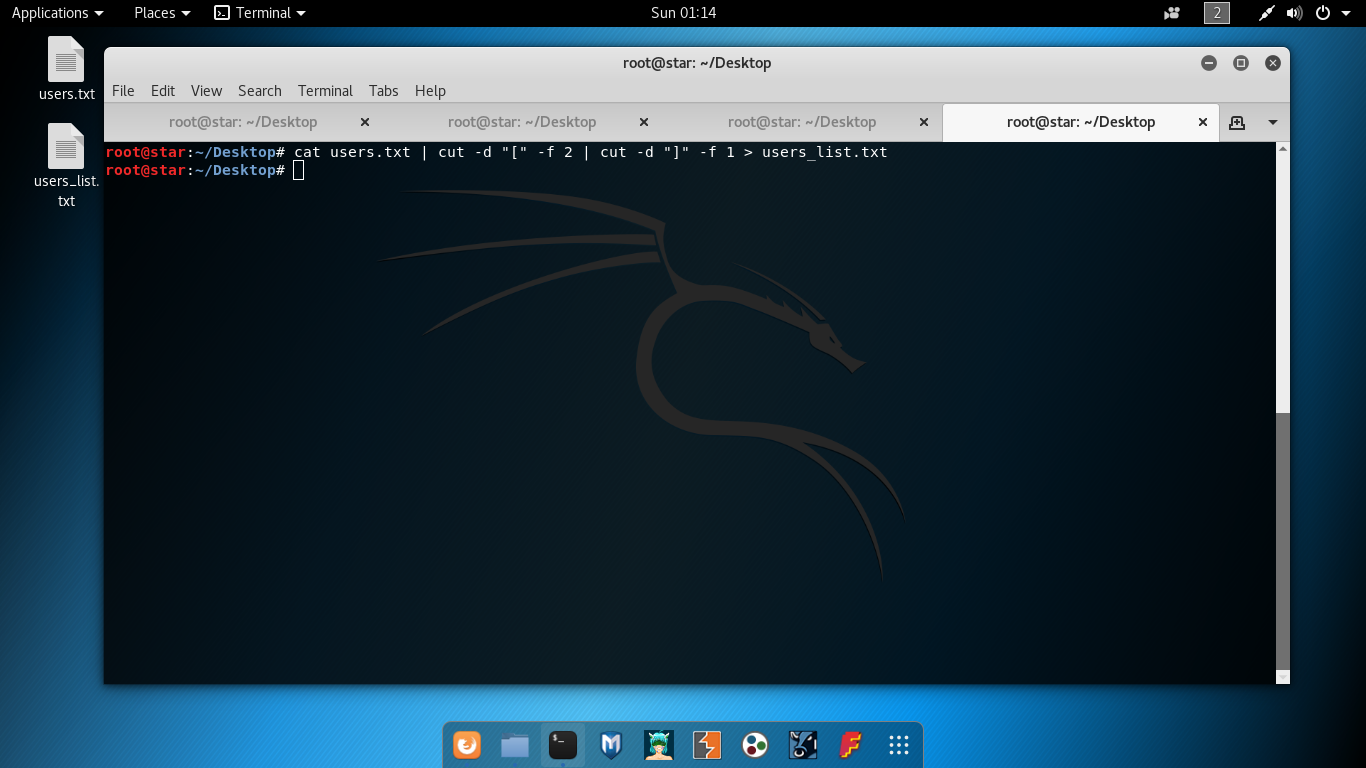 Applications Places Terminal Sun 01:14 2
users.txt
users_list.
txt
root@star: ~/Desktop
File Edit View Search Terminal Tabs Help
root@star: ~/Desktop root@star: ~/Desktop root@star: ~/Desktop root@star: ~/Desktop
root@star:~/Desktop# cat users.txt | cut -d "[" -f 2 | cut -d "]" -f 1 > users_list.txt
root@star:~/Desktop#